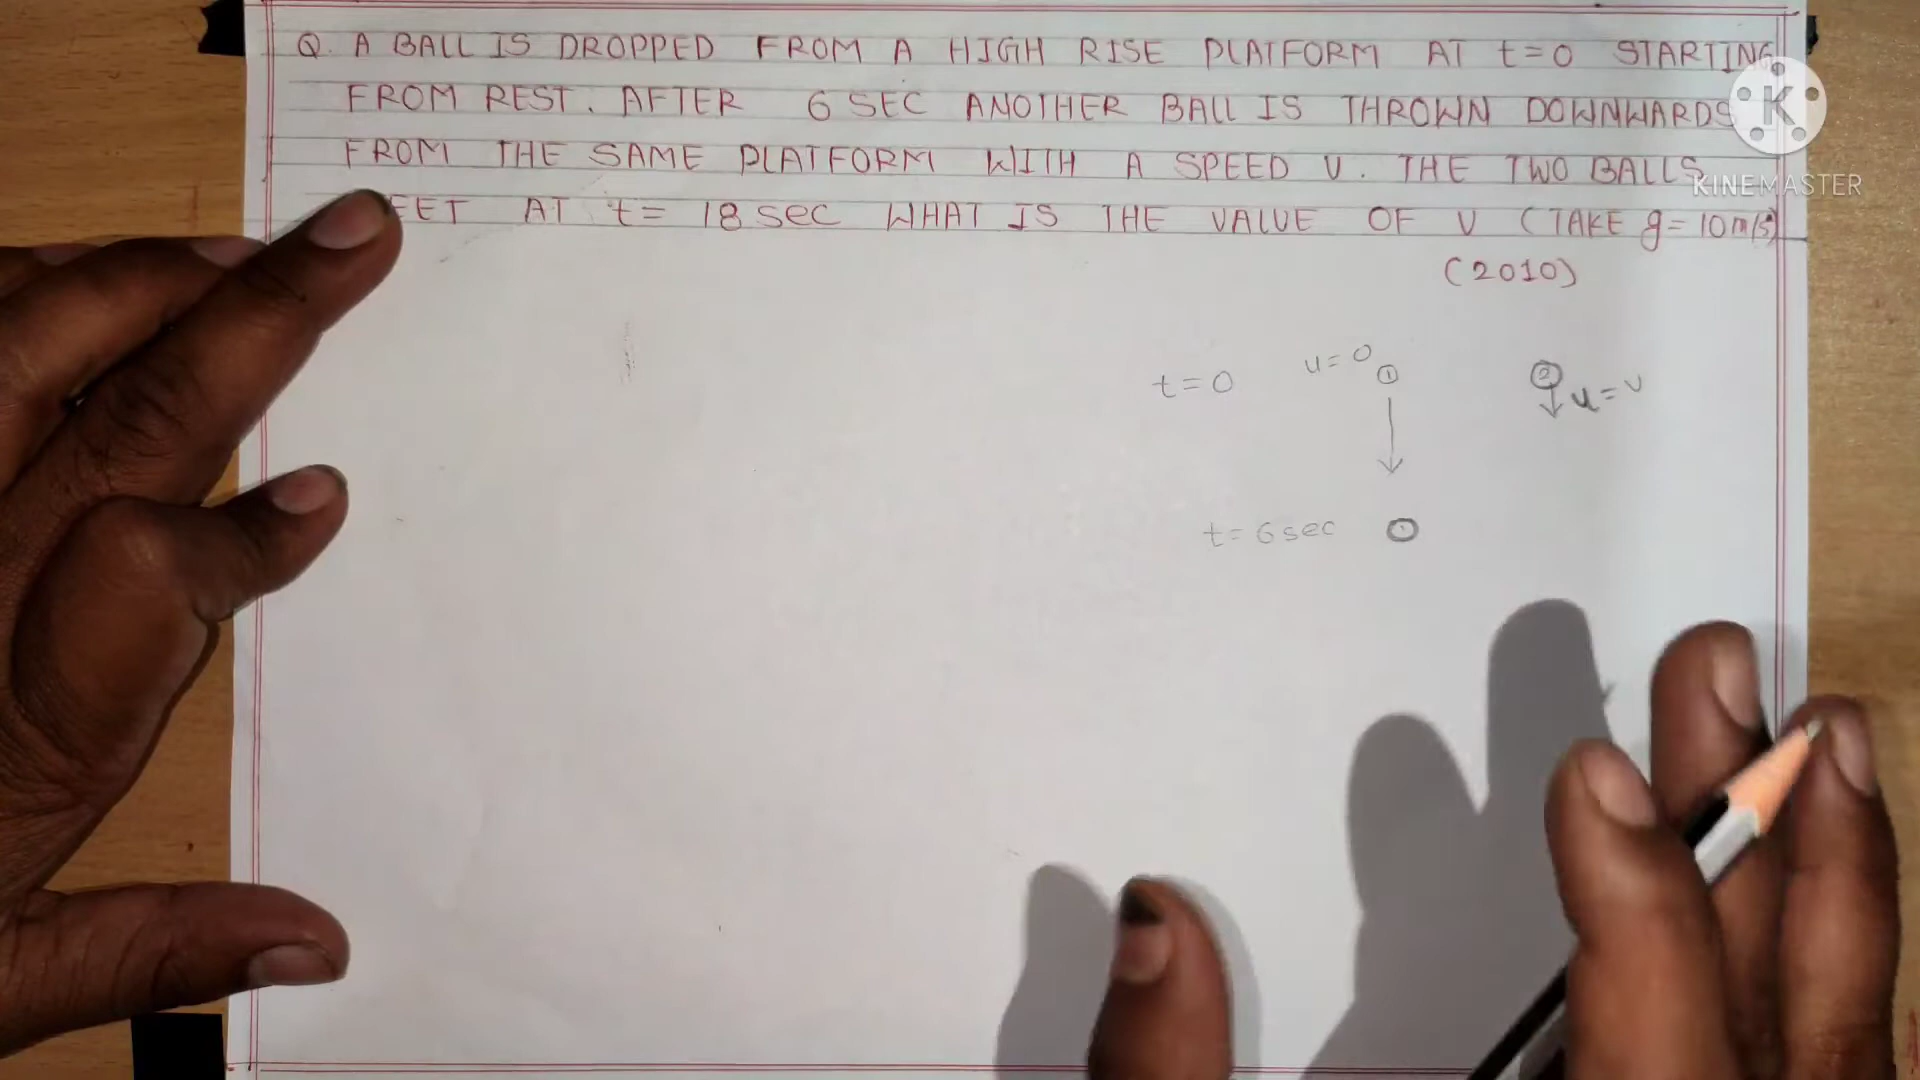 Q. A BALL IS DROPPED FROM A HIGH RISE PLATFORM AT t=0 STARTING
FROM REST. AFTER 6 SEC ANOTHER BALL IS THROWN DOWNWARDS
FROM THE SAME PLATFORM WITH A SPEED V. THE TWO BALLS
EET AT t= 18 sec WHAT IS THE VALUE OF V (TAKE g= 10 m/s²)
(2010)
t=0 u=0 1 2 u=v
t=6sec 1
K
KINEMASTER